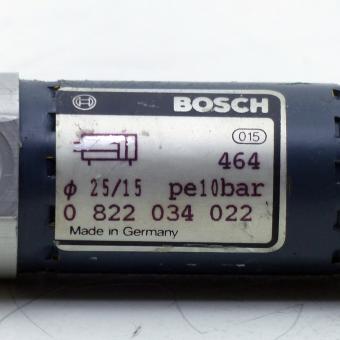 BOSCH
015
464
ϕ 25/15 pe10bar
0 822 034 022
Made in Germany